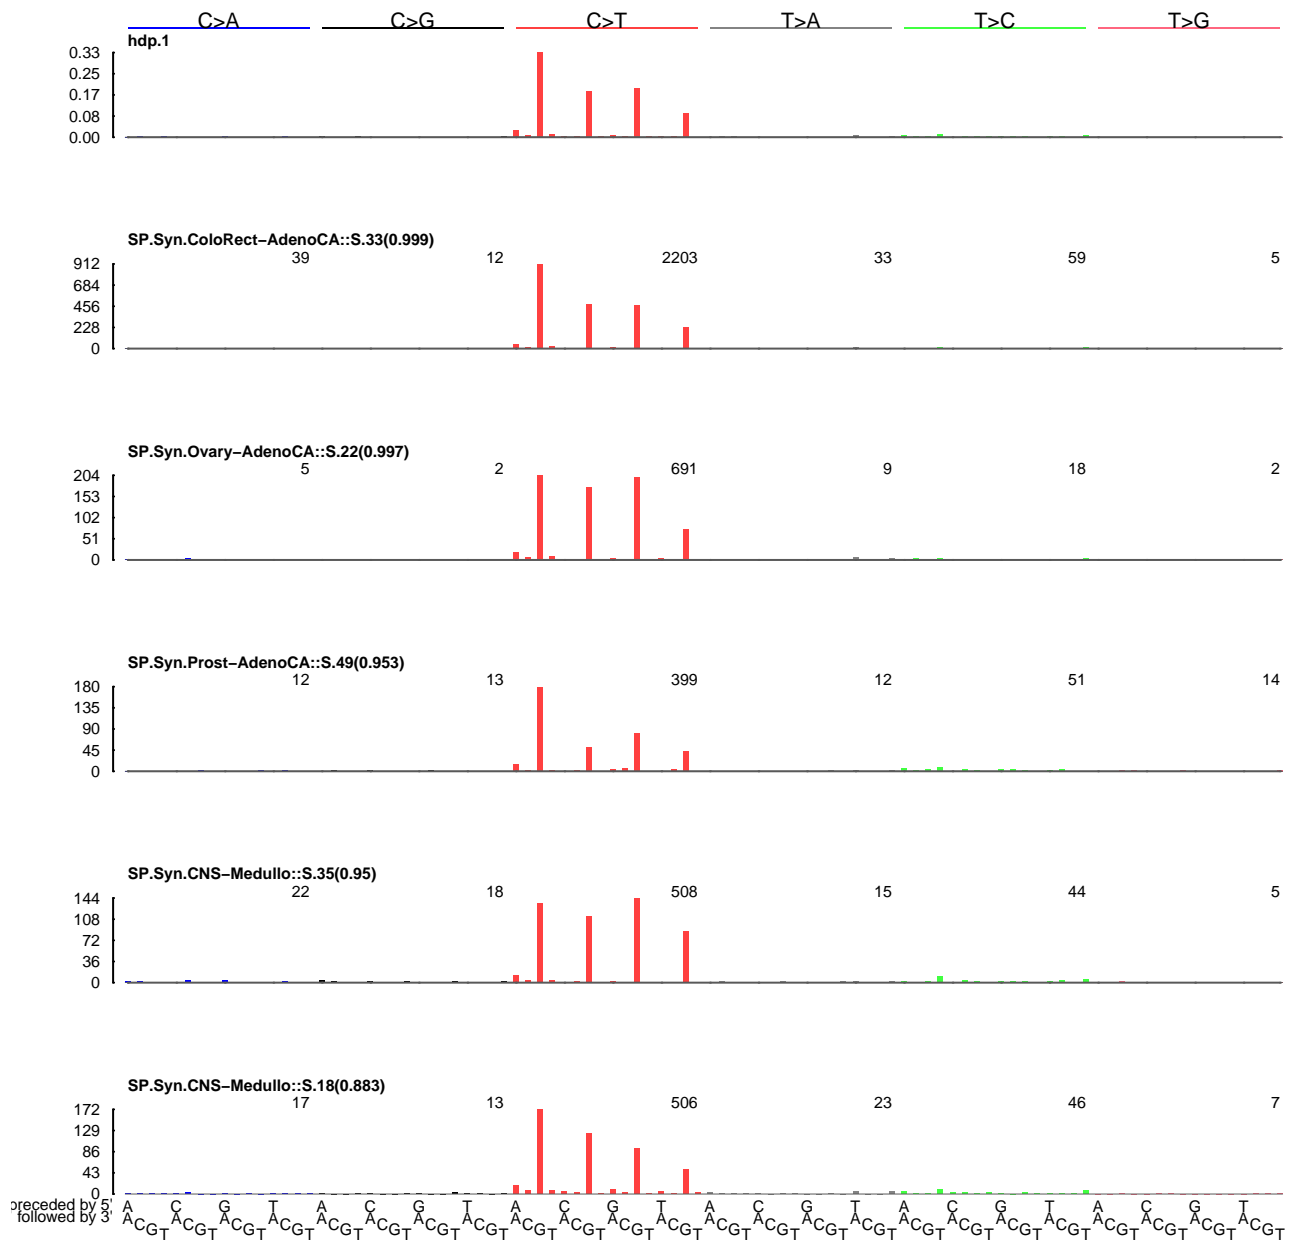 C>A C>G C>T T>A T>C T>G
hdp.1
0.33
0.25
0.17
0.08
0.00
SP.Syn.ColoRect−AdenoCA::S.33(0.999)
39 12 2203 33 59 5
912
684
456
228
0
SP.Syn.Ovary−AdenoCA::S.22(0.997)
5 2 691 9 18 2
204
153
102
51
0
SP.Syn.Prost−AdenoCA::S.49(0.953)
12 13 399 12 51 14
180
135
90
45
0
SP.Syn.CNS−Medullo::S.35(0.95)
22 18 508 15 44 5
144
108
72
36
0
SP.Syn.CNS−Medullo::S.18(0.883)
17 13 506 23 46 7
172
129
86
43
0
preceded by 5' A C G T A C G T A C G T A C G T A C G T A C G T
followed by 3' A C G T A C G T A C G T A C G T A C G T A C G T A C G T A C G T A C G T A C G T A C G T A C G T A C G T A C G T A C G T A C G T A C G T A C G T A C G T A C G T A C G T A C G T A C G T A C G T